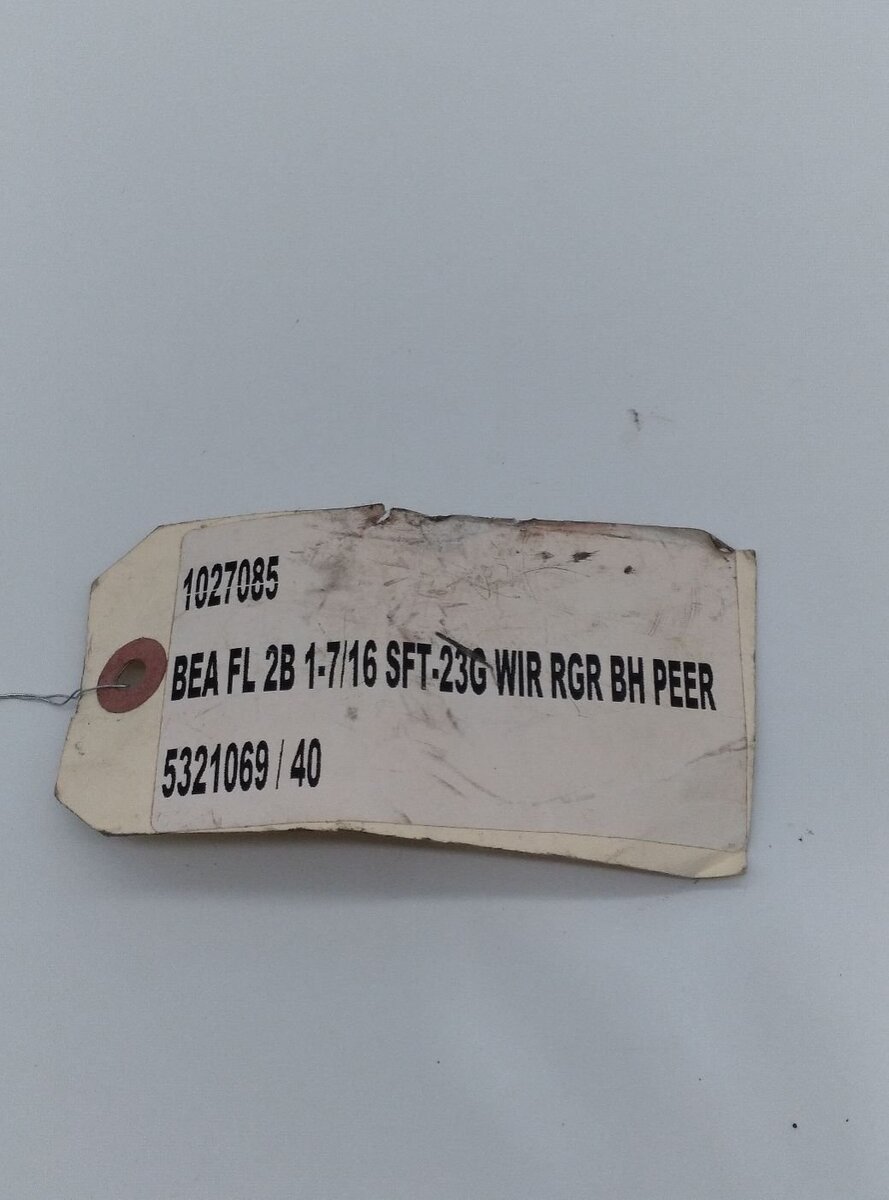 1027085
BEA FL 2B 1-7/16 SFT-23G WIR RGR BH PEER
5321069 / 40